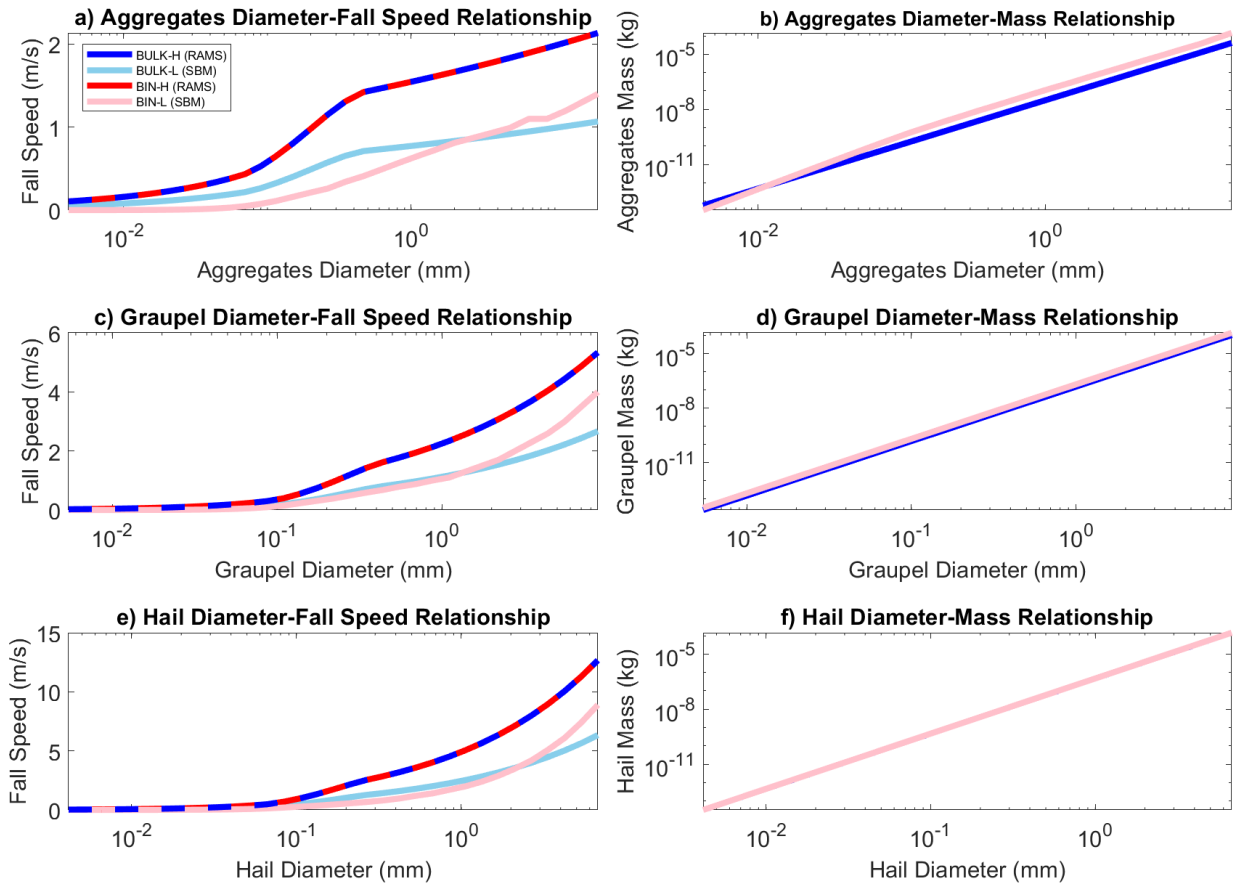 a) Aggregates Diameter-Fall Speed Relationship
Fall Speed (m/s)
2
1
0
BULK-H (RAMS)
BULK-L (SBM)
BIN-H (RAMS)
BIN-L (SBM)
10^-2
10^0
Aggregates Diameter (mm)
b) Aggregates Diameter-Mass Relationship
Aggregates Mass (kg)
10^-5
10^-8
10^-11
10^-2
10^0
Aggregates Diameter (mm)
c) Graupel Diameter-Fall Speed Relationship
Fall Speed (m/s)
6
4
2
0
10^-2
10^-1
10^0
Graupel Diameter (mm)
d) Graupel Diameter-Mass Relationship
Graupel Mass (kg)
10^-5
10^-8
10^-11
10^-2
10^-1
10^0
Graupel Diameter (mm)
e) Hail Diameter-Fall Speed Relationship
Fall Speed (m/s)
15
10
5
0
10^-2
10^-1
10^0
Hail Diameter (mm)
f) Hail Diameter-Mass Relationship
Hail Mass (kg)
10^-5
10^-8
10^-11
10^-2
10^-1
10^0
Hail Diameter (mm)